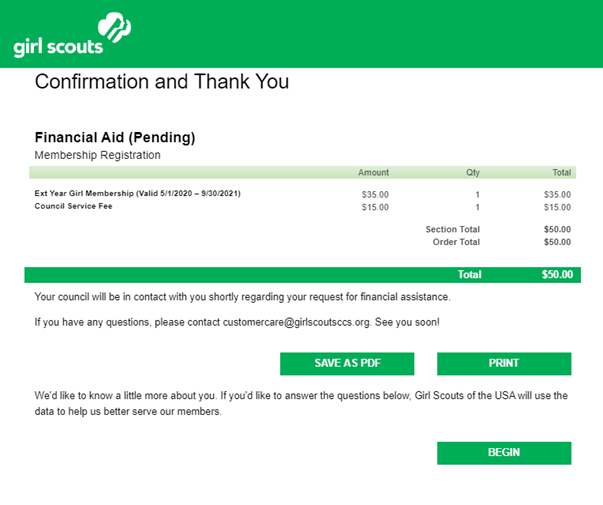 girl scouts
Confirmation and Thank You
Financial Aid (Pending)
Membership Registration
Amount Qty Total
Ext Year Girl Membership (Valid 5/1/2020 – 9/30/2021) $35.00 1 $35.00
Council Service Fee $15.00 1 $15.00
Section Total $50.00
Order Total $50.00
Total $50.00
Your council will be in contact with you shortly regarding your request for financial assistance.
If you have any questions, please contact customercare@girlscoutsccs.org. See you soon!
SAVE AS PDF PRINT
We'd like to know a little more about you. If you'd like to answer the questions below, Girl Scouts of the USA will use the
data to help us better serve our members.
BEGIN